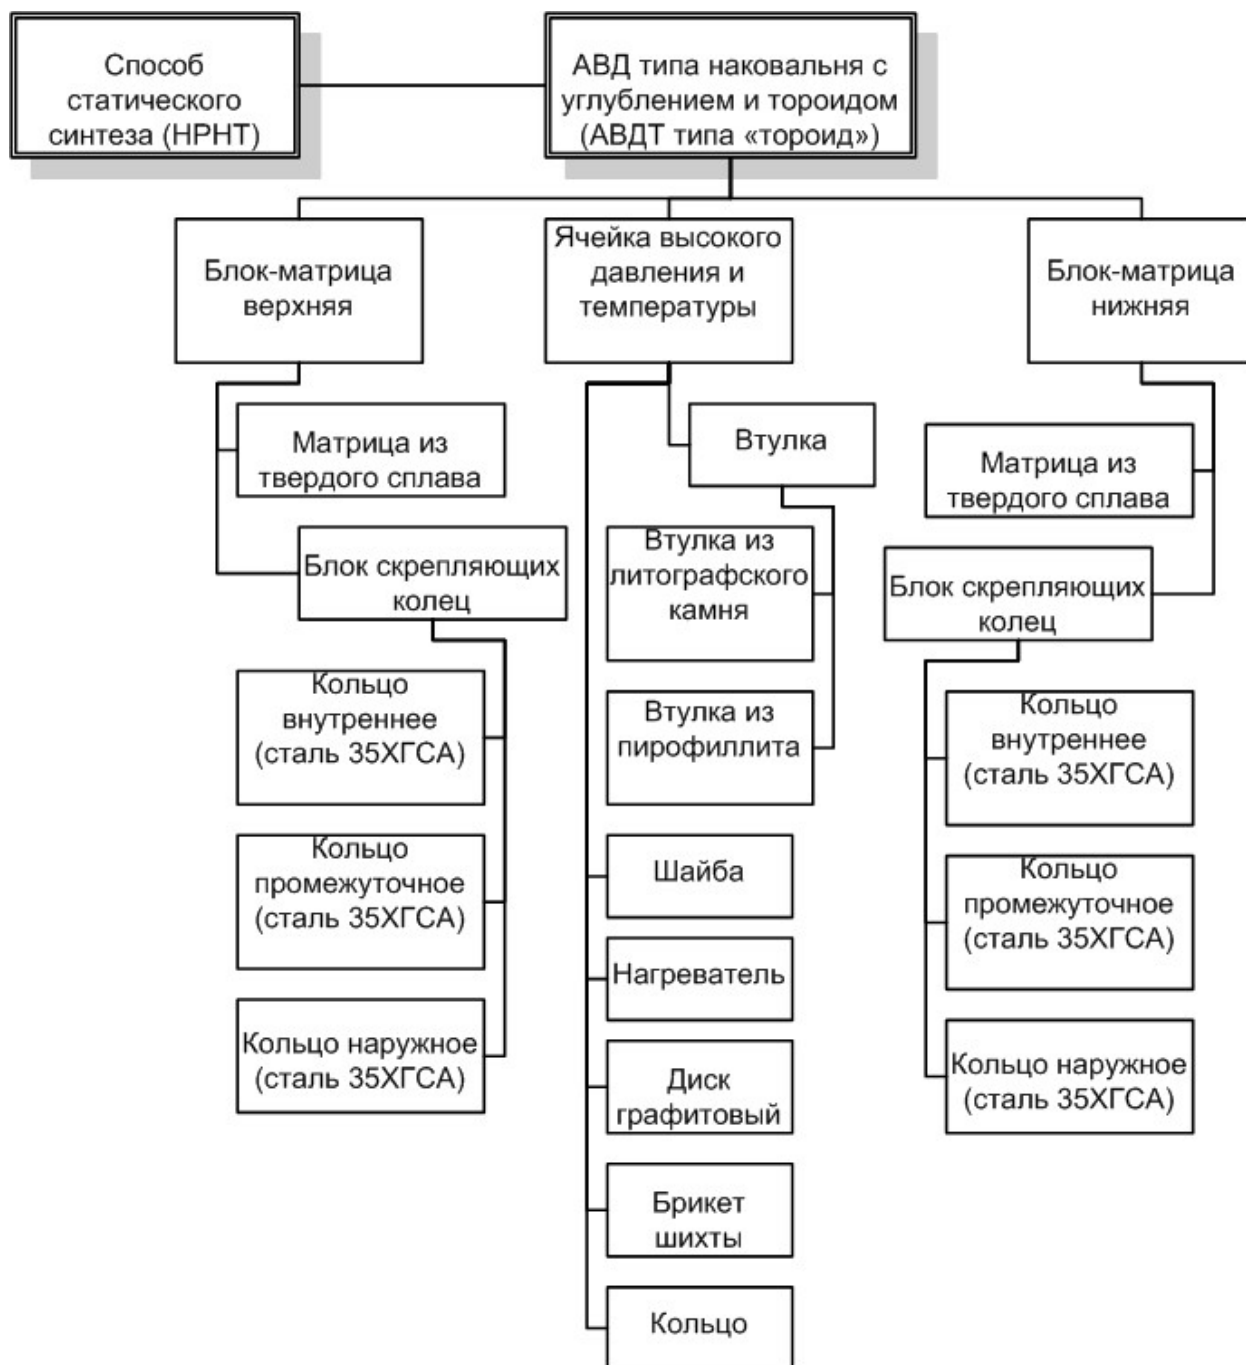 Способ
статического
синтеза (НРНТ)
АВД типа наковальня с
углублением и тороидом
(АВДТ типа «тороид»)
Блок-матрица
верхняя
Ячейка высокого
давления и
температуры
Блок-матрица
нижняя
Матрица из
твердого сплава
Блок скрепляющих
колец
Кольцо
внутреннее
(сталь 35ХГСА)
Кольцо
промежуточное
(сталь 35ХГСА)
Кольцо наружное
(сталь 35ХГСА)
Втулка
Втулка из
литографского
камня
Втулка из
пирофиллита
Шайба
Нагреватель
Диск
графитовый
Брикет
шихты
Кольцо
Матрица из
твердого сплава
Блок скрепляющих
колец
Кольцо
внутреннее
(сталь 35ХГСА)
Кольцо
промежуточное
(сталь 35ХГСА)
Кольцо наружное
(сталь 35ХГСА)